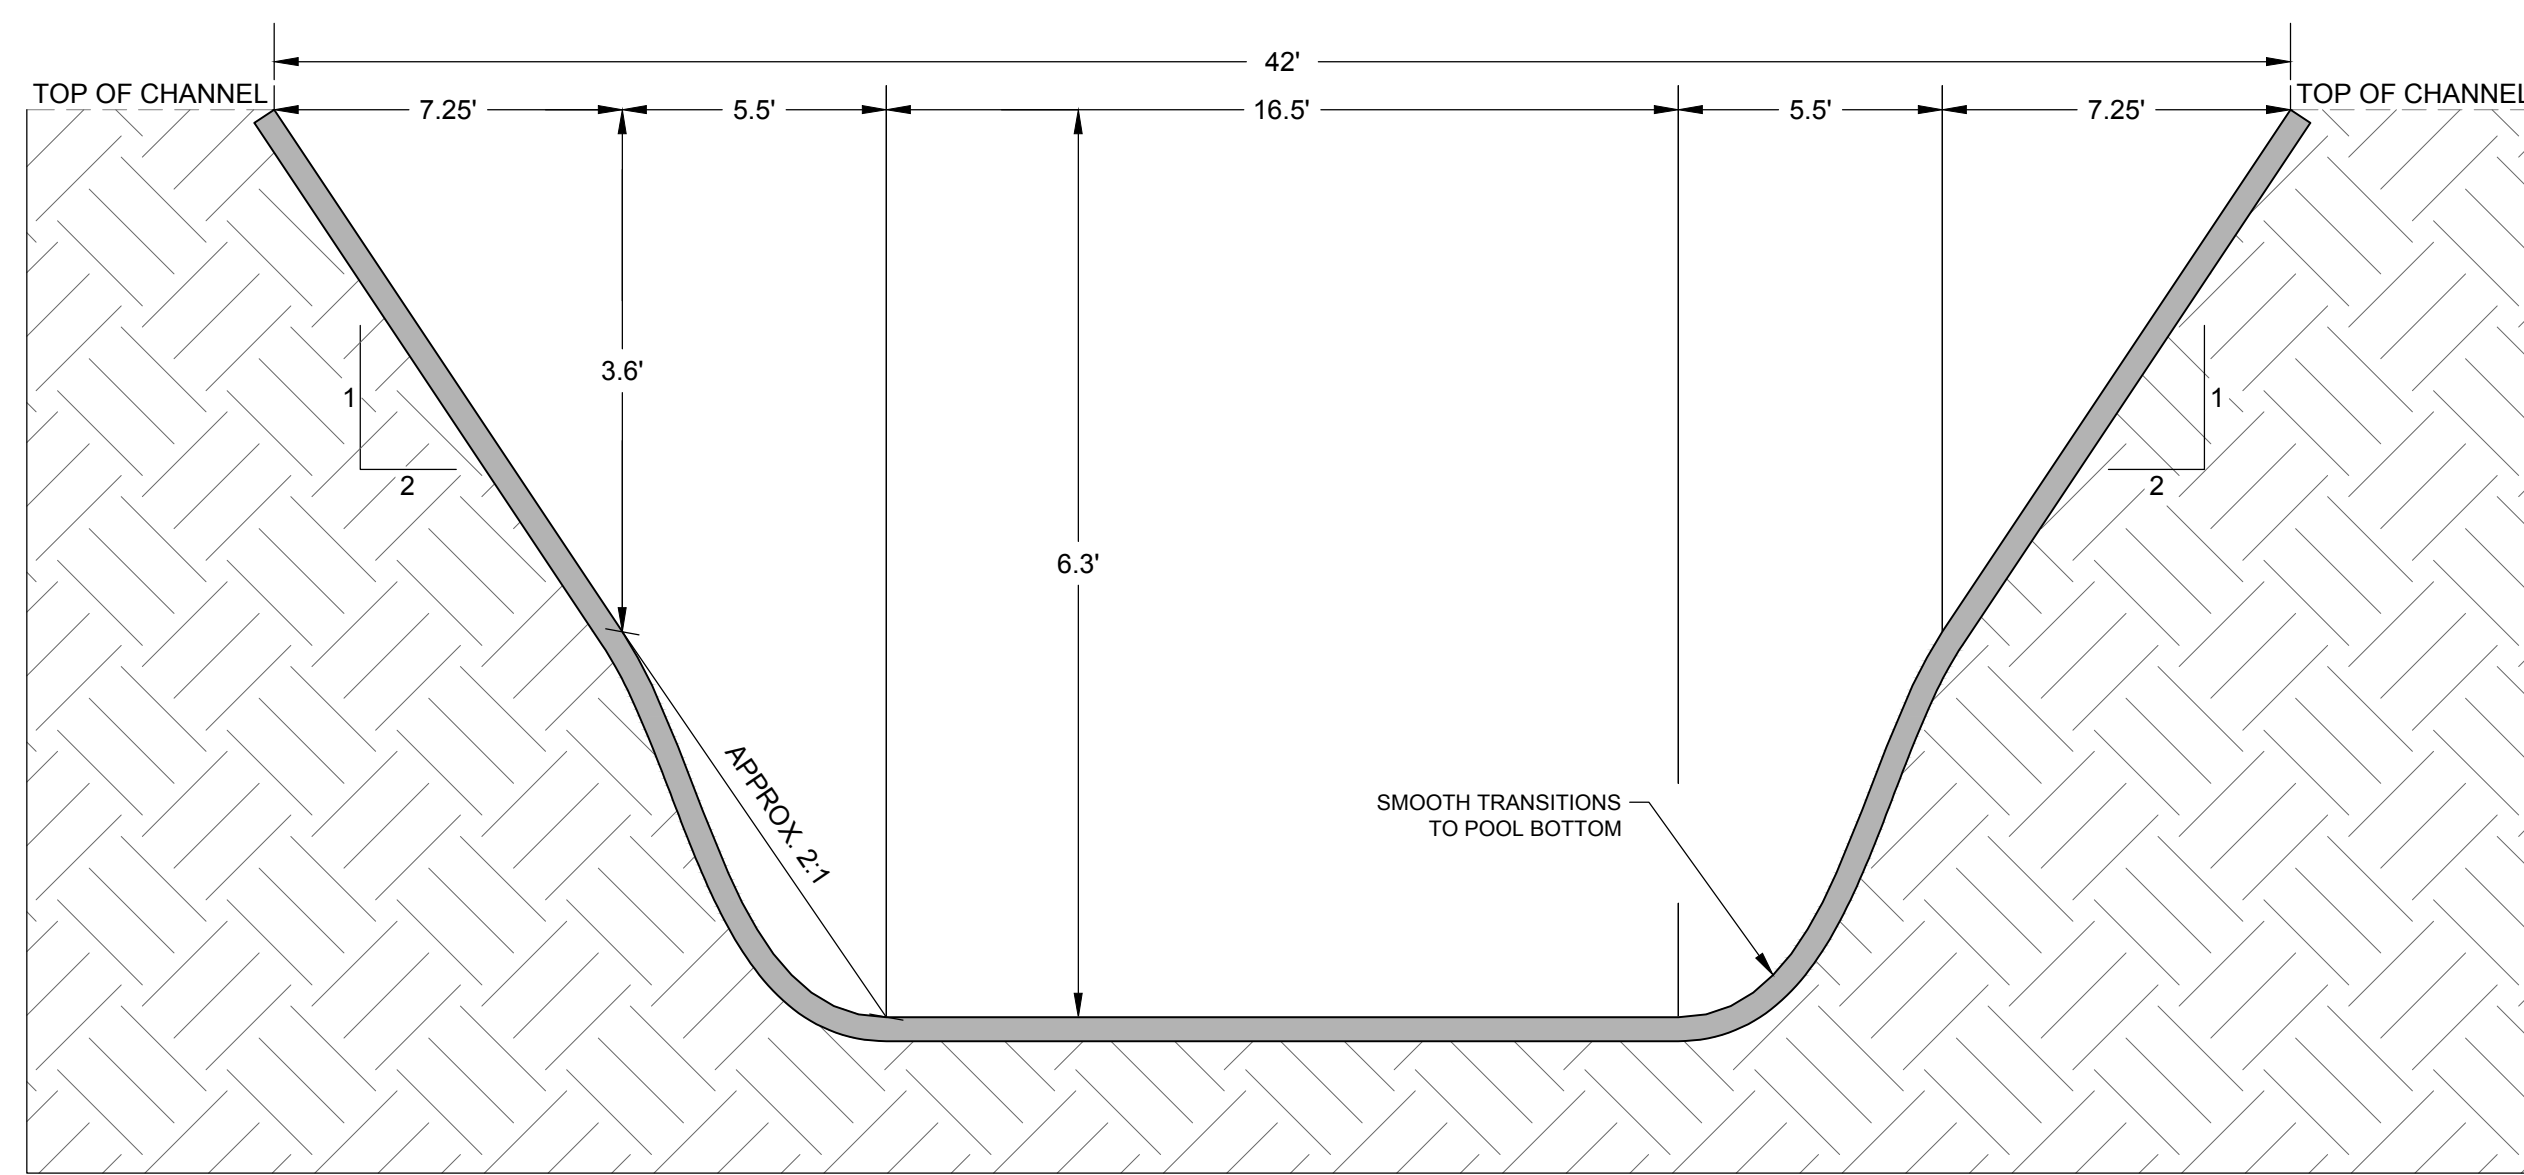 42'
TOP OF CHANNEL
TOP OF CHANNEL
7.25'
5.5'
16.5'
5.5'
7.25'
3.6'
1
2
1
2
6.3'
APPROX. 2:1
SMOOTH TRANSITIONS
TO POOL BOTTOM